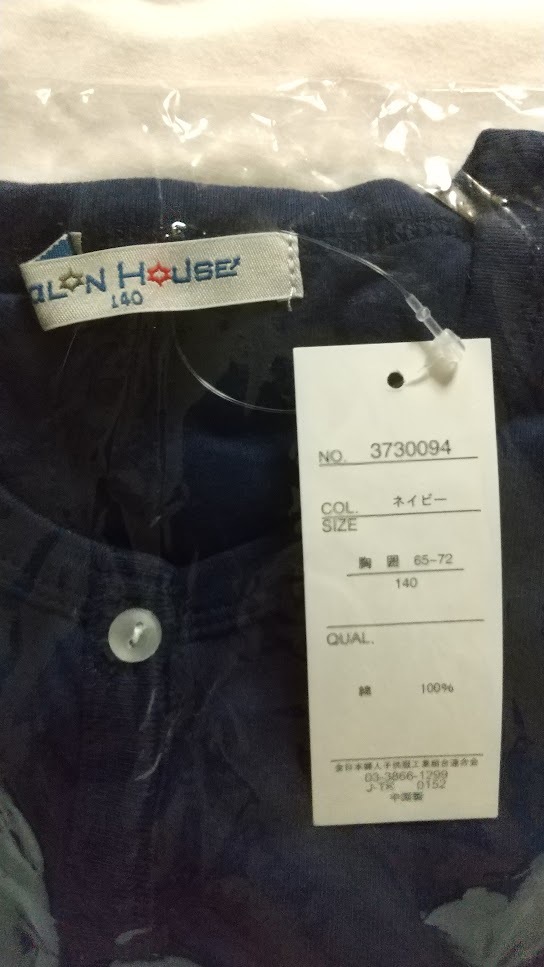 ALON HOUSE
140
NO. 3730094
COL. ネイビー
SIZE
胸 囲 65-72
140
QUAL.
綿 100%
全日本婦人子供服工業組合連合会
03-3866-1299
J-TK 0152
中国製